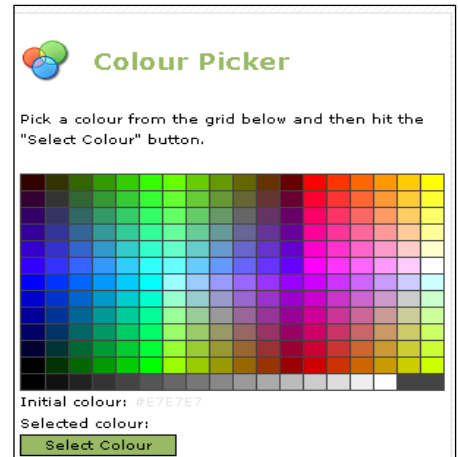 Colour Picker
Pick a colour from the grid below and then hit the
"Select Colour" button.
Initial colour: #E7E7E7
Selected colour:
Select Colour